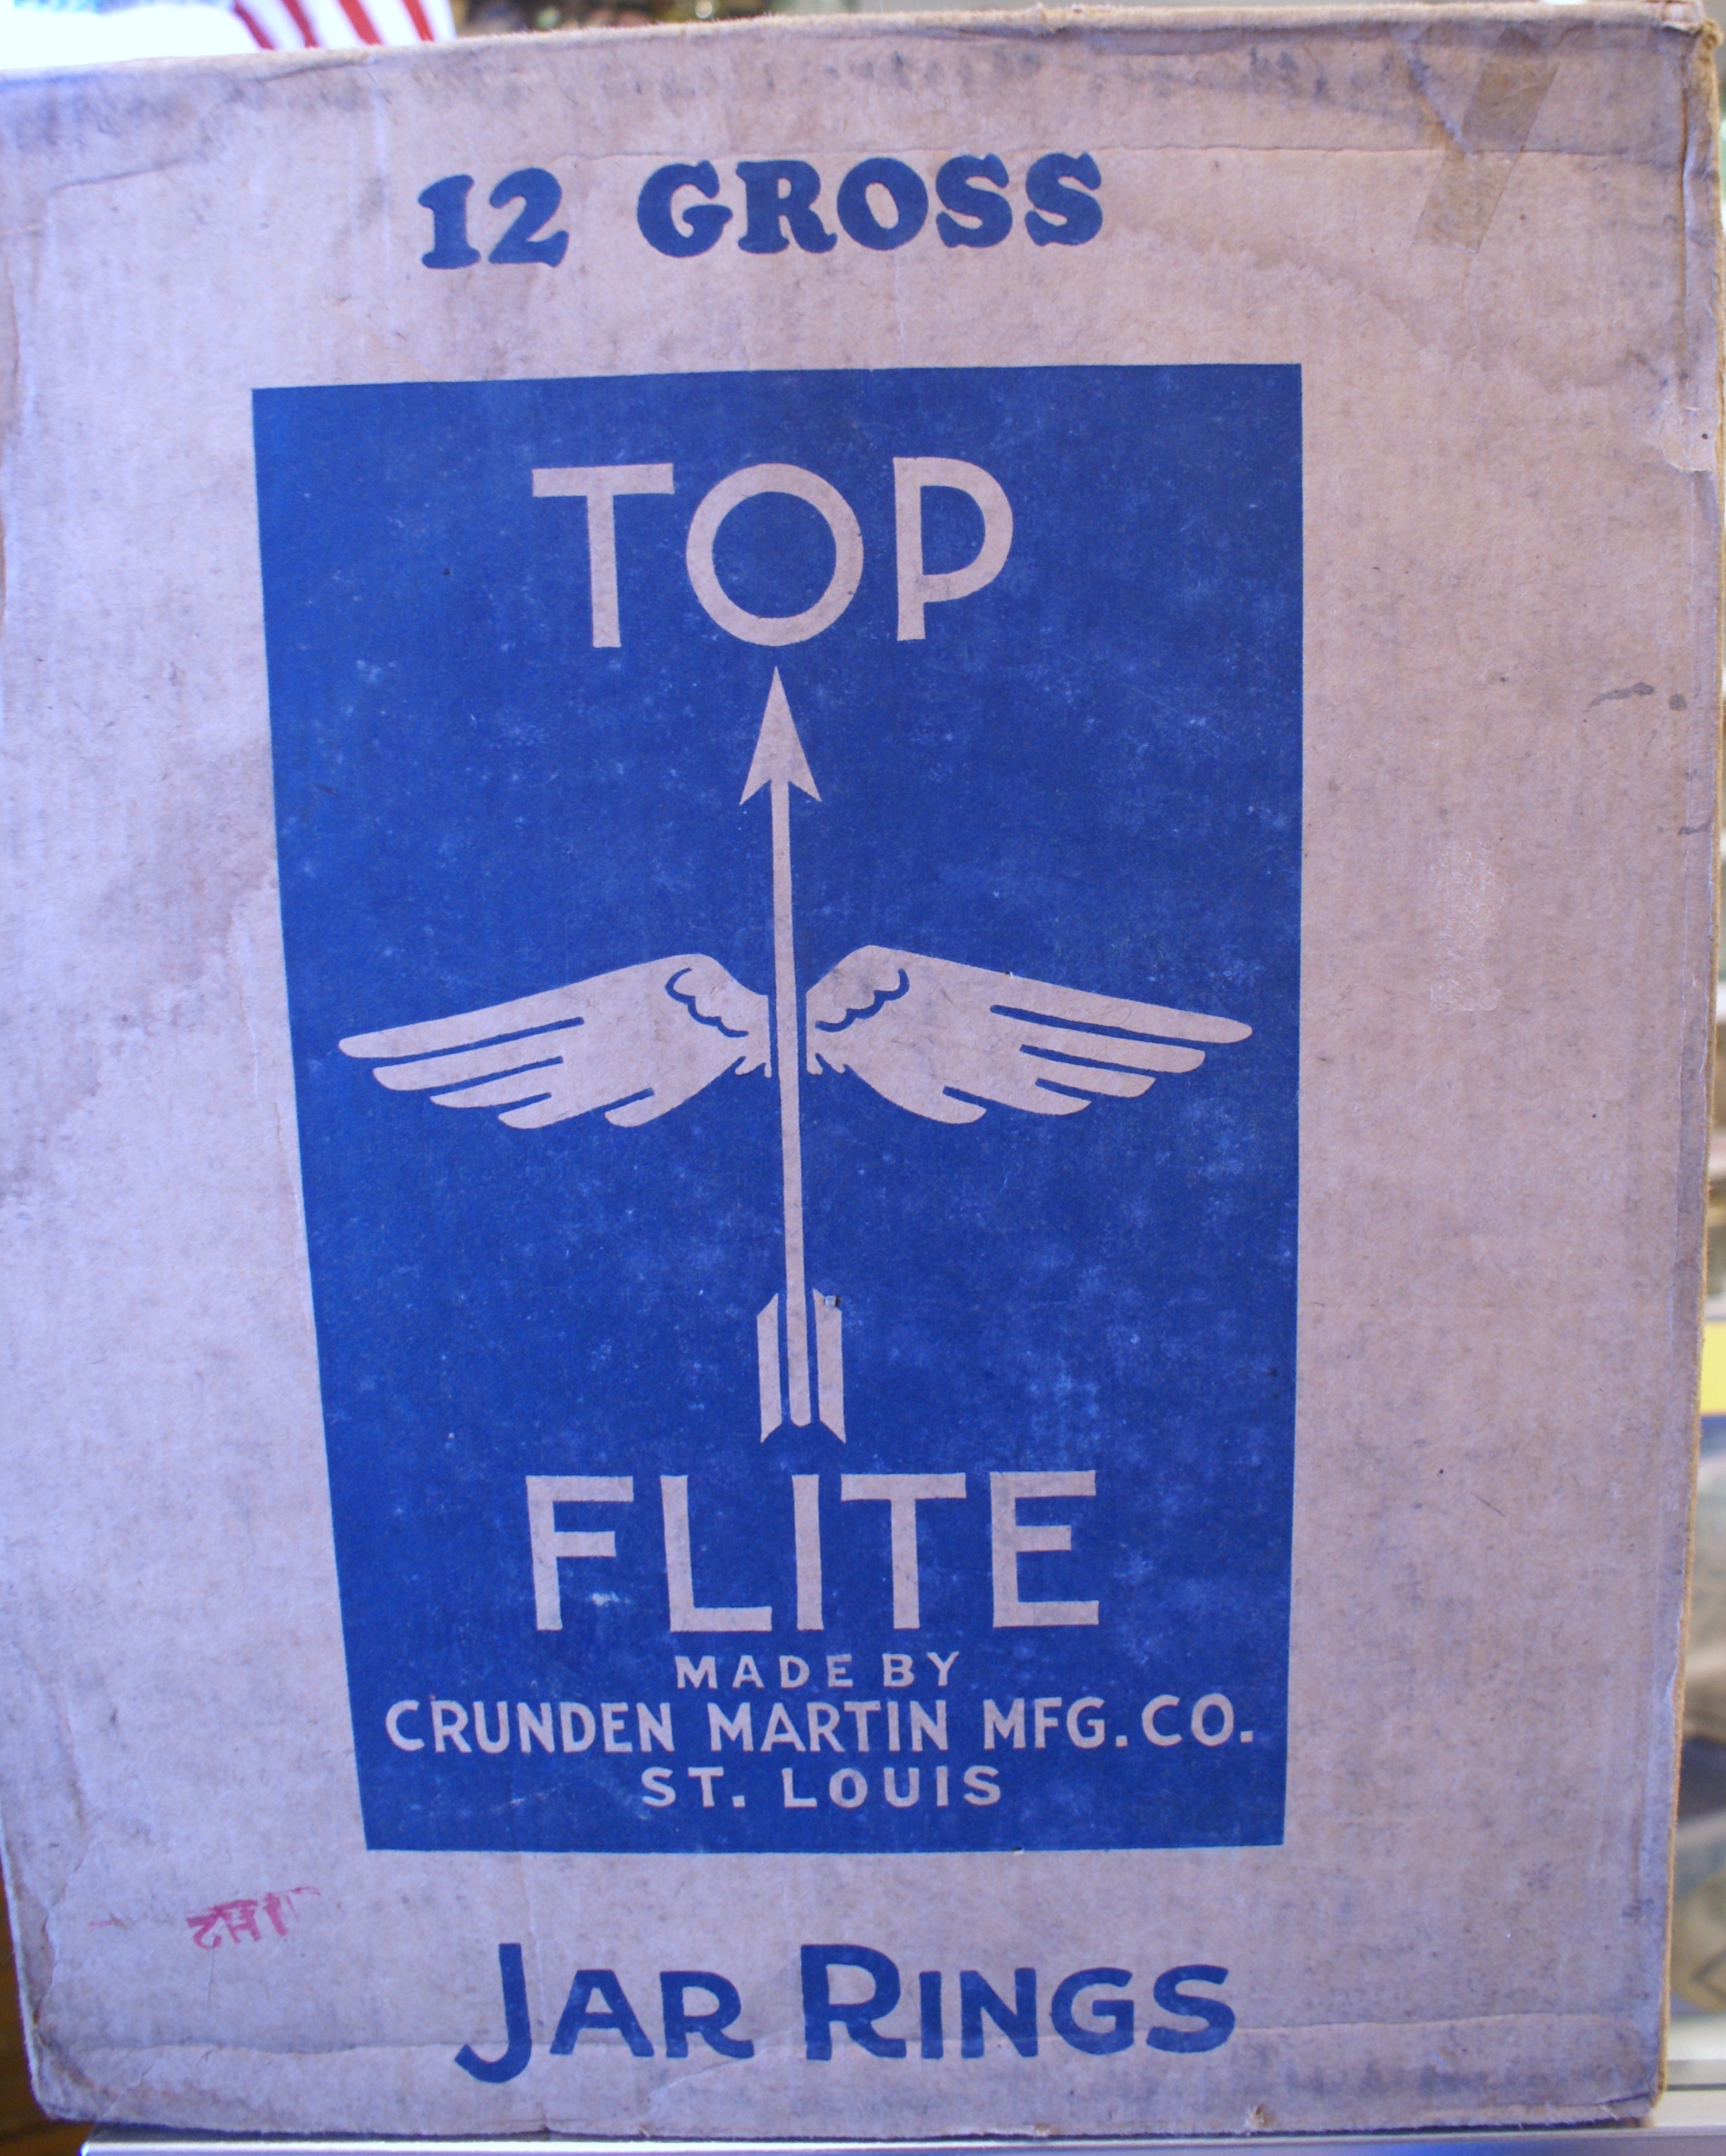 12 GROSS
TOP
FLITE
MADE BY
CRUNDEN MARTIN MFG. CO.
ST. LOUIS
JAR RINGS